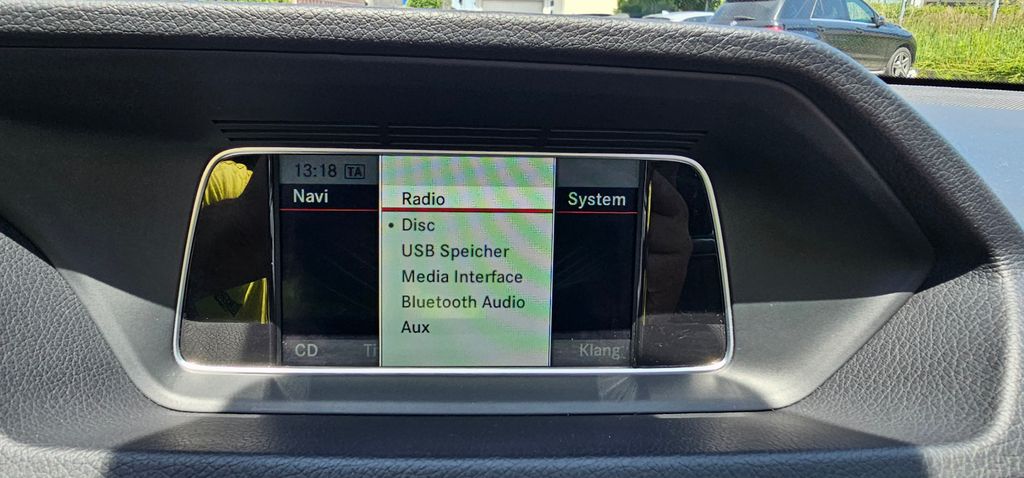 13:18 TA
Navi
Radio
System
• Disc
USB Speicher
Media Interface
Bluetooth Audio
Aux
CD
Klang